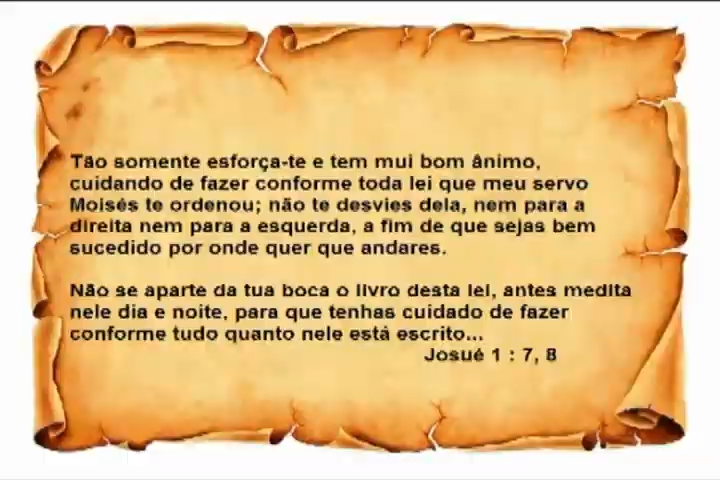 Tão somente esforça-te e tem mui bom ânimo,
cuidando de fazer conforme toda lei que meu servo
Moisés te ordenou; não te desvies dela, nem para a
direita nem para a esquerda, a fim de que sejas bem
sucedido por onde quer que andares.
Não se aparte da tua boca o livro desta lei, antes medita
nele dia e noite, para que tenhas cuidado de fazer
conforme tudo quanto nele está escrito...
Josué 1 : 7, 8